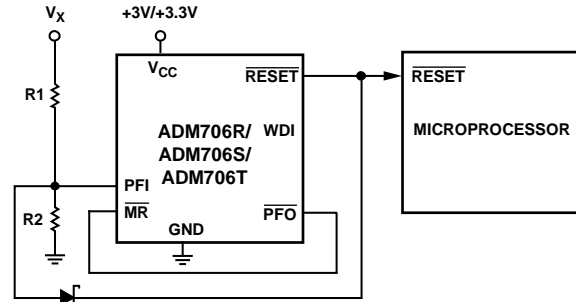 VX
+3V/+3.3V
VCC
RESET
RESET
R1
ADM706R/
ADM706S/
ADM706T
WDI
MICROPROCESSOR
PFI
R2
MR
PFO
GND